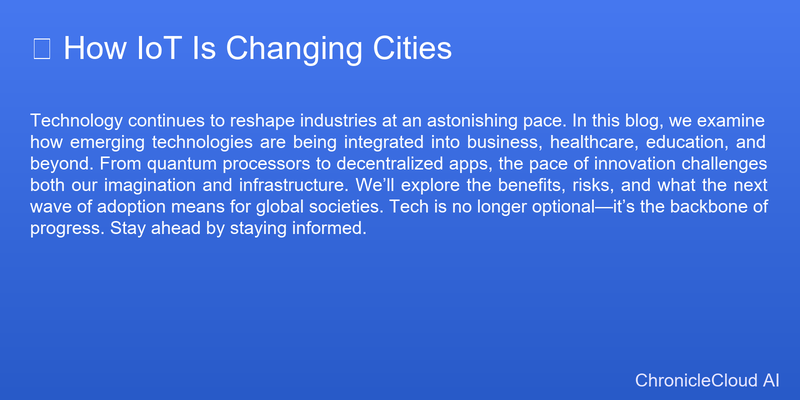 How IoT Is Changing Cities
Technology continues to reshape industries at an astonishing pace. In this blog, we examine
how emerging technologies are being integrated into business, healthcare, education, and
beyond. From quantum processors to decentralized apps, the pace of innovation challenges
both our imagination and infrastructure. We’ll explore the benefits, risks, and what the next
wave of adoption means for global societies. Tech is no longer optional—it’s the backbone of
progress. Stay ahead by staying informed.
ChronicleCloud AI